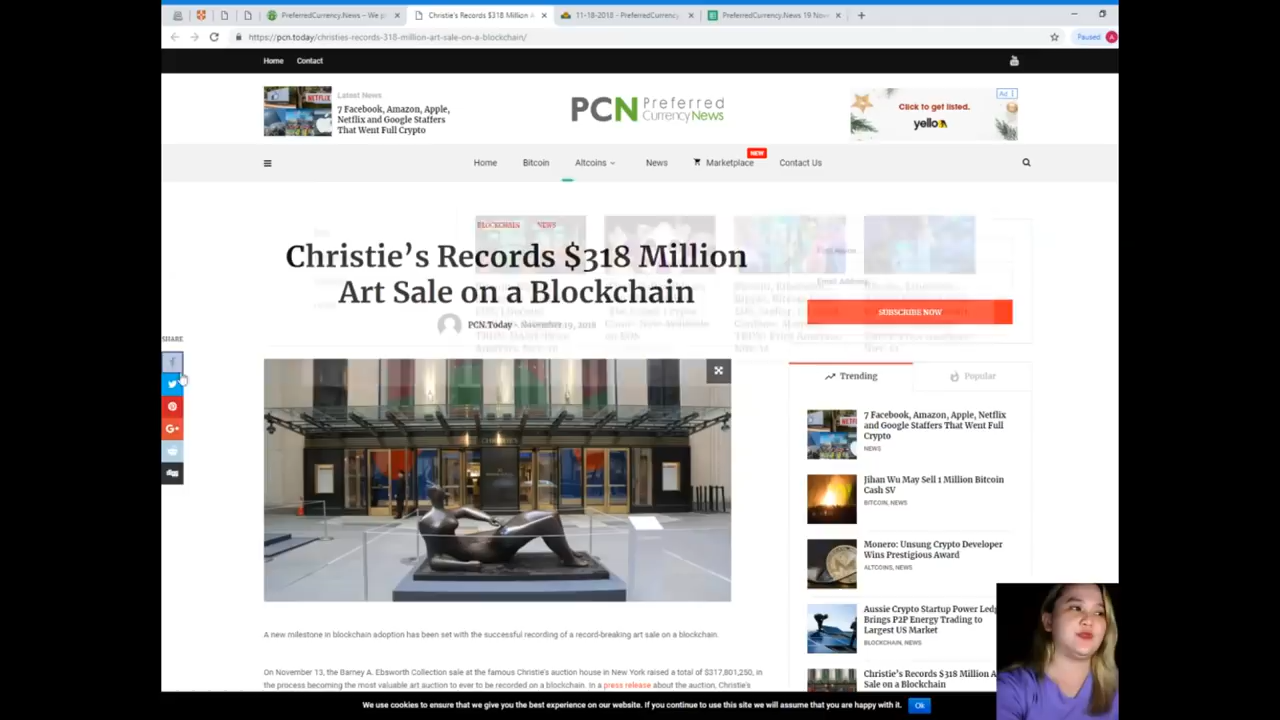 PreferredCurrency.News – We p
Christie's Records $318 Million A
11-18-2018 - PreferredCurrency
PreferredCurrency.News 19 Nov
https://pcn.today/christies-records-318-million-art-sale-on-a-blockchain/
Paused
A
Home Contact
Latest News
7 Facebook, Amazon, Apple,
Netflix and Google Staffers
That Went Full Crypto
PCN Preferred
Currency News
Ad
Click to get listed.
yello
NEW
Home Bitcoin Altcoins News Marketplace Contact Us
BLOCKCHAIN NEWS
Christie's Records $318 Million
Art Sale on a Blockchain
PCN.Today - November 19, 2018
First Name
Email Address
SUBSCRIBE NOW
SHARE
Trending Popular
7 Facebook, Amazon, Apple, Netflix
and Google Staffers That Went Full
Crypto
NEWS
Jihan Wu May Sell 1 Million Bitcoin
Cash SV
BITCOIN, NEWS
Monero: Unsung Crypto Developer
Wins Prestigious Award
ALTCOINS, NEWS
Aussie Crypto Startup Power Ledg
Brings P2P Energy Trading to
Largest US Market
BLOCKCHAIN, NEWS
Christie's Records $318 Million A
Sale on a Blockchain
A new milestone in blockchain adoption has been set with the successful recording of a record-breaking art sale on a blockchain.
On November 13, the Barney A. Ebsworth Collection sale at the famous Christie's auction house in New York raised a total of $317,801,250, in
the process becoming the most valuable art auction to ever to be recorded on a blockchain. In a press release about the auction, Christie's
We use cookies to ensure that we give you the best experience on our website. If you continue to use this site we will assume that you are happy with it. Ok